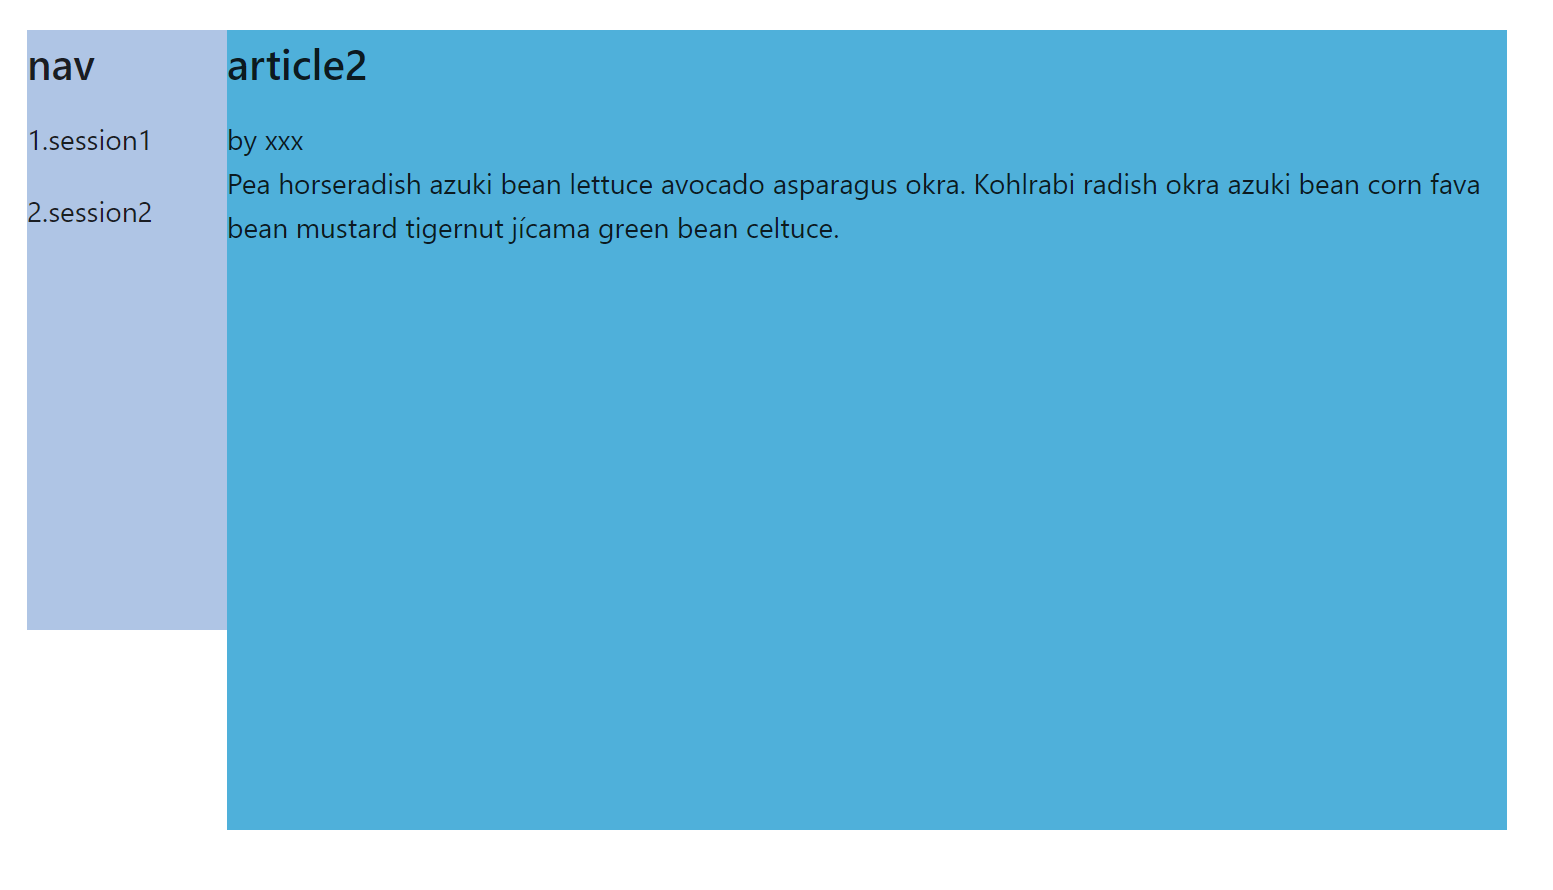 nav
1.session1
2.session2
article2
by xxx
Pea horseradish azuki bean lettuce avocado asparagus okra. Kohlrabi radish okra azuki bean corn fava
bean mustard tigernut jícama green bean celtuce.